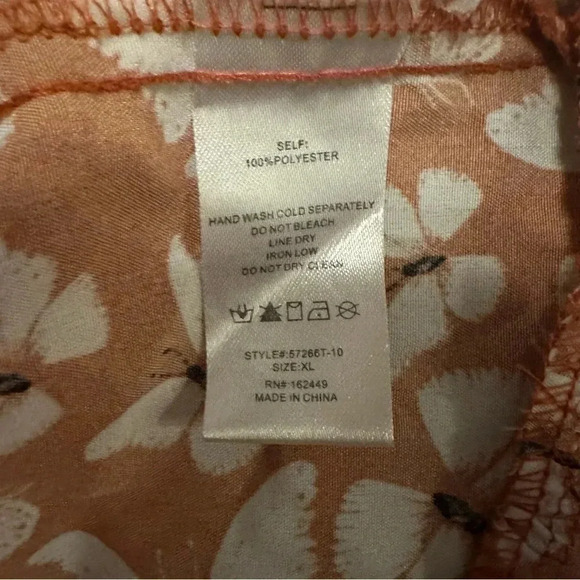 SELF:
100%POLYESTER
HAND WASH COLD SEPARATELY
DO NOT BLEACH
LINE DRY
IRON LOW
DO NOT DRY CLEAN
STYLE#:57266T-10
SIZE:XL
RN#:162449
MADE IN CHINA